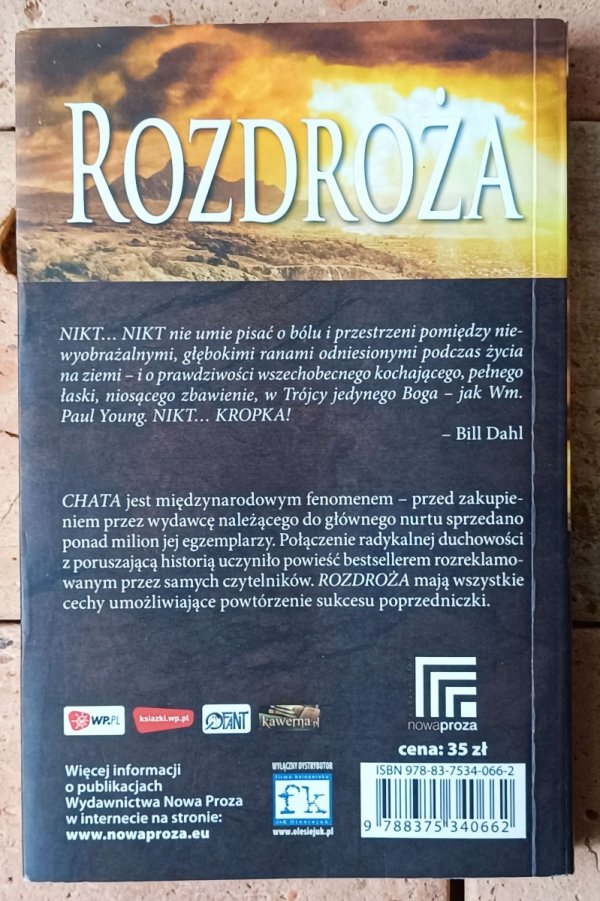 ROZDROŻA
NIKT... NIKT nie umie pisać o bólu i przestrzeni pomiędzy nie-
wyobrażalnymi, głębokimi ranami odniesionymi podczas życia
na ziemi – i o prawdziwości wszechobecnego kochającego, pełnego
łaski, niosącego zbawienie, w Trójcy jedynego Boga – jak Wm.
Paul Young. NIKT... KROPKA!
– Bill Dahl
CHATA jest międzynarodowym fenomenem – przed zakupie-
niem przez wydawcę należącego do głównego nurtu sprzedano
ponad milion jej egzemplarzy. Połączenie radykalnej duchowości
z poruszającą historią uczyniło powieść bestsellerem rozreklamo-
wanym przez samych czytelników. ROZDROŻA mają wszystkie
cechy umożliwiające powtórzenie sukcesu poprzedniczki.
WP.PL
ksiazki.wp.pl
QFANT
kawerna.pl
nowaproza
cena: 35 zł
Więcej informacji
o publikacjach
Wydawnictwa Nowa Proza
w internecie na stronie:
www.nowaproza.eu
WYŁĄCZNY DYSTRYBUTOR
firma księgarska
fk
JiK Olesiejuk
www.olesiejuk.pl
ISBN 978-83-7534-066-2
9 788375 340662